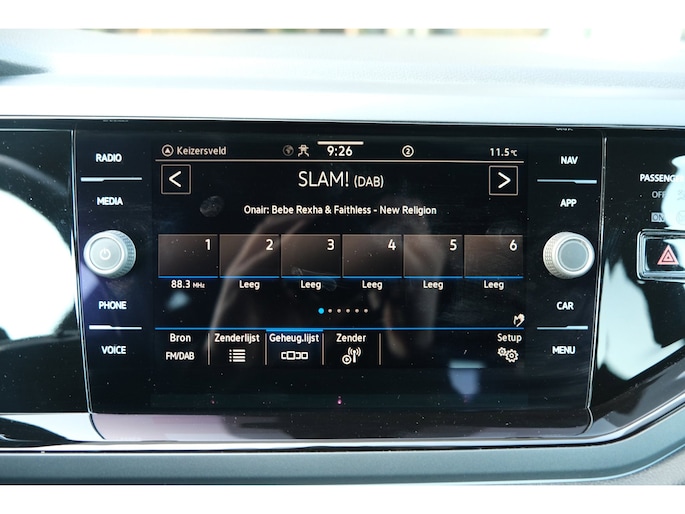 RADIO
MEDIA
PHONE
VOICE
Keizersveld
9:26
2
11.5 °C
SLAM! (DAB)
Onair: Bebe Rexha & Faithless - New Religion
1 2 3 4 5 6
88.3 MHz Leeg Leeg Leeg Leeg Leeg
Bron Zenderlijst Geheug.lijst Zender Setup
FM/DAB
NAV
APP
CAR
MENU
PASSENG
OFF
ON